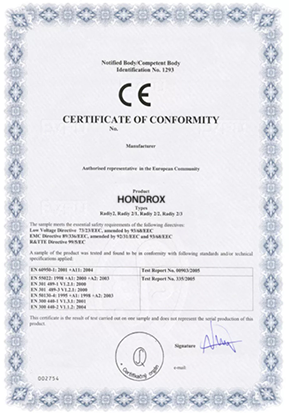 Notified Body/Competent Body
Identification No. 1293
CE
CERTIFICATE OF CONFORMITY
No.
Manufacturer
Authorised representative in the European Community
Product
HONDROX
Types
Radiy2, Radiy 2/1, Radiy 2/2, Radiy 2/3
The sample meets the essential safety requirements of the following directives:
Low Voltage Directive 73/23/EEC, amended by 93/68/EEC
EMC Directive 89/336/EEC, amended by 92/31/EEC and 93/68/EEC
R&TTE Directive 99/5/EC
A sample of the product was tested and found to be in conformity with following standards and/or technical
specifications applied:
EN 60950-1: 2001 +A11: 2004 Test Report No. 00903/2005
EN 55022: 1998 +A1: 2000 +A2: 2003 Test Report No. 335/2005
EN 301 489-1 V1.2.1: 2000
EN 301 489-3 V1.2.1: 2000
EN 50130-4: 1995 +A1: 1998 +A2: 2003
EN 300 440-1 V1.3.1: 2001
EN 300 440-2 V1.1.2: 2004
This certificate is the result of test carried out on one sample and does not represent the serial production of this
product.
Signature
e-mail:
Certifikačný orgán
002754